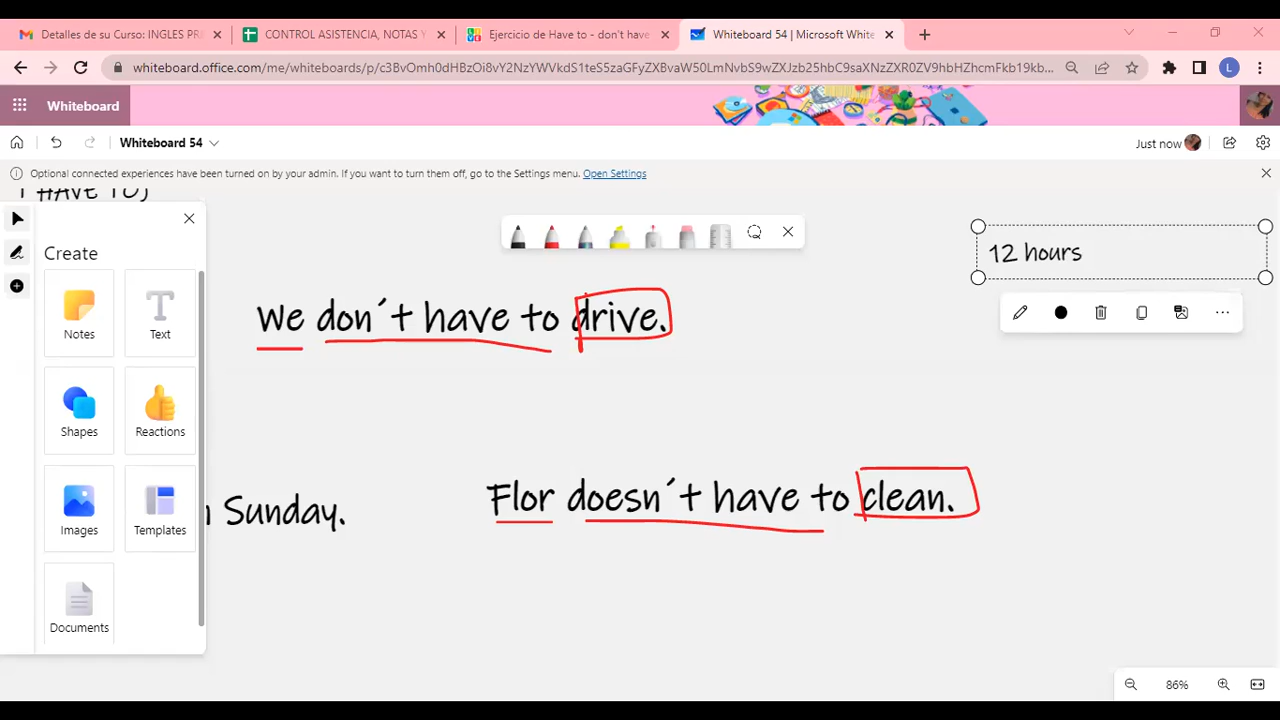 Detalles de su Curso: INGLES PR
CONTROL ASISTENCIA, NOTAS Y
Ejercicio de Have to - don't have
Whiteboard 54 | Microsoft White
whiteboard.office.com/me/whiteboards/p/c3BvOmh0dHBzOi8vY2NzYWVkdS1teS5zaGFyZXBvaW50LmNvbS9wZXJzb25hbC9saXNzZXR0ZV9hbHZhcmFkb19kb...
L
Whiteboard
Whiteboard 54
Just now
Optional connected experiences have been turned on by your admin. If you want to turn them off, go to the Settings menu. Open Settings
I HAVE TO)
Create
Notes
Text
Shapes
Reactions
Images
Templates
Documents
12 hours
We don´t have to drive.
Sunday.
Flor doesn´t have to clean.
86%